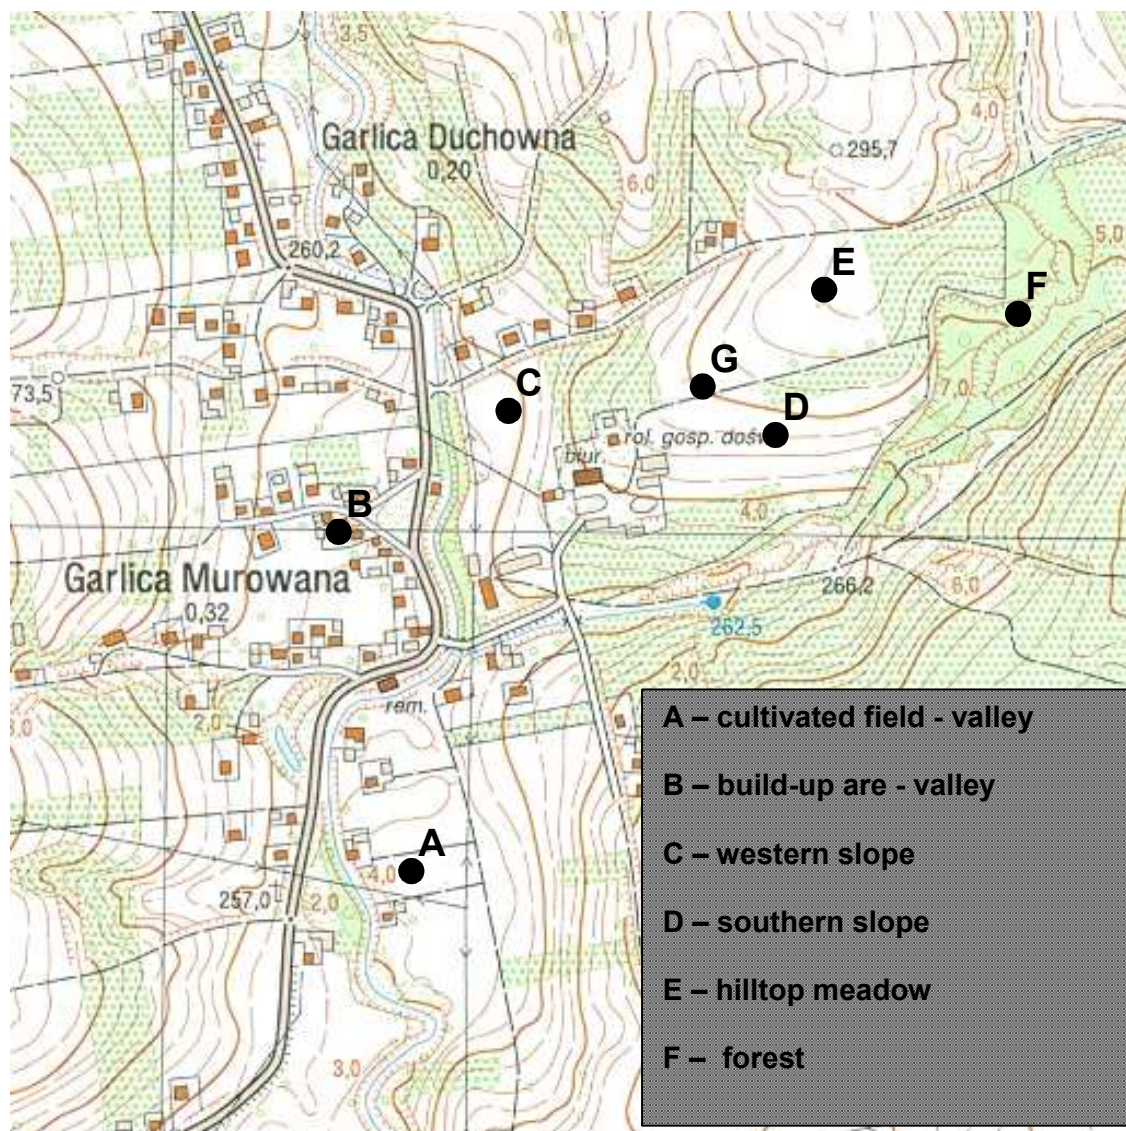 3,5
Garlica Duchowna
0,20
295,7
4,0
6,0
5,0
260,2
E
F
G
C
7,0
73,5
D
rol. gosp. dośw
biur.
B
4,0
Garlica Murowana
0,32
266,2
6,0
262,5
2,0
rem.
2,0
A – cultivated field - valley
B – build-up are - valley
C – western slope
D – southern slope
E – hilltop meadow
F – forest
A
4,0
257,0
2,0
3,0